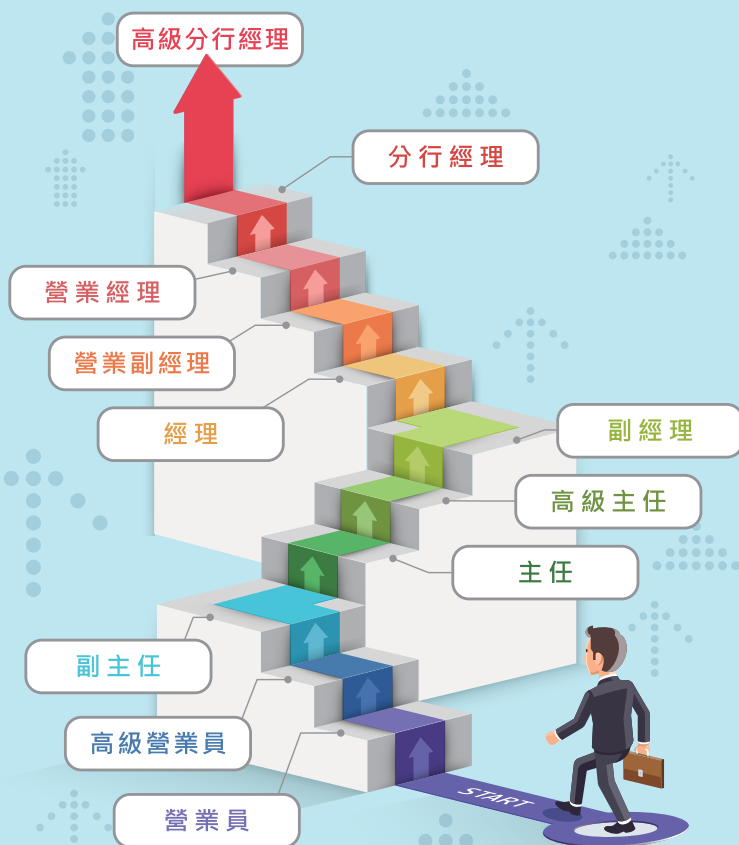 高級分行經理
分行經理
營業經理
營業副經理
經理
副經理
高級主任
主任
副主任
高級營業員
營業員
START